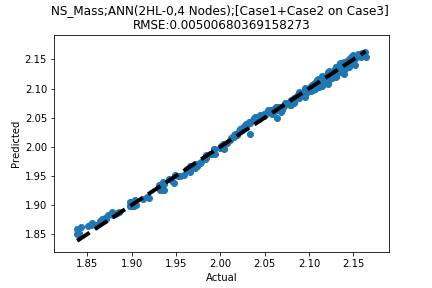 NS_Mass;ANN(2HL-0,4 Nodes);[Case1+Case2 on Case3]
RMSE:0.00500680369158273
2.15
2.10
2.05
2.00
1.95
1.90
1.85
Predicted
1.85 1.90 1.95 2.00 2.05 2.10 2.15
Actual